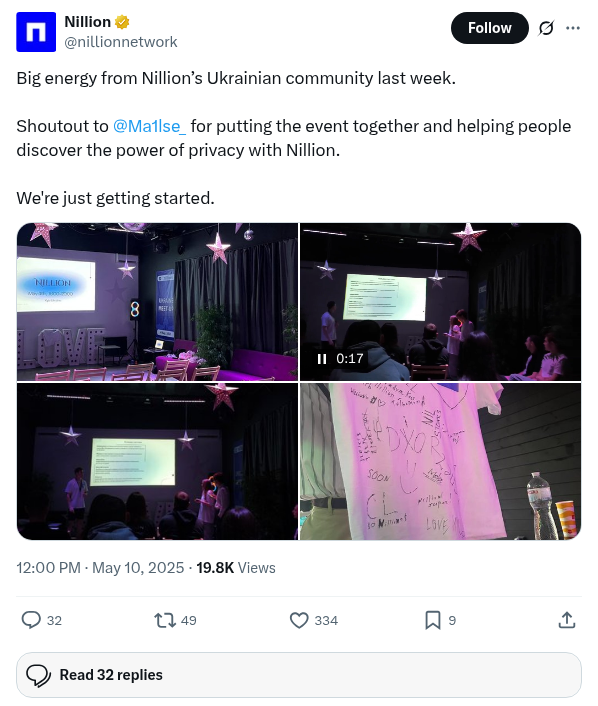 Nillion
@nillionnetwork
Follow
Big energy from Nillion’s Ukrainian community last week.
Shoutout to @Ma1lse_ for putting the event together and helping people
discover the power of privacy with Nillion.
We're just getting started.
NILLION
LOVE
0:17
DYOR
SOON
LOVE
12:00 PM · May 10, 2025 · 19.8K Views
32
49
334
9
Read 32 replies